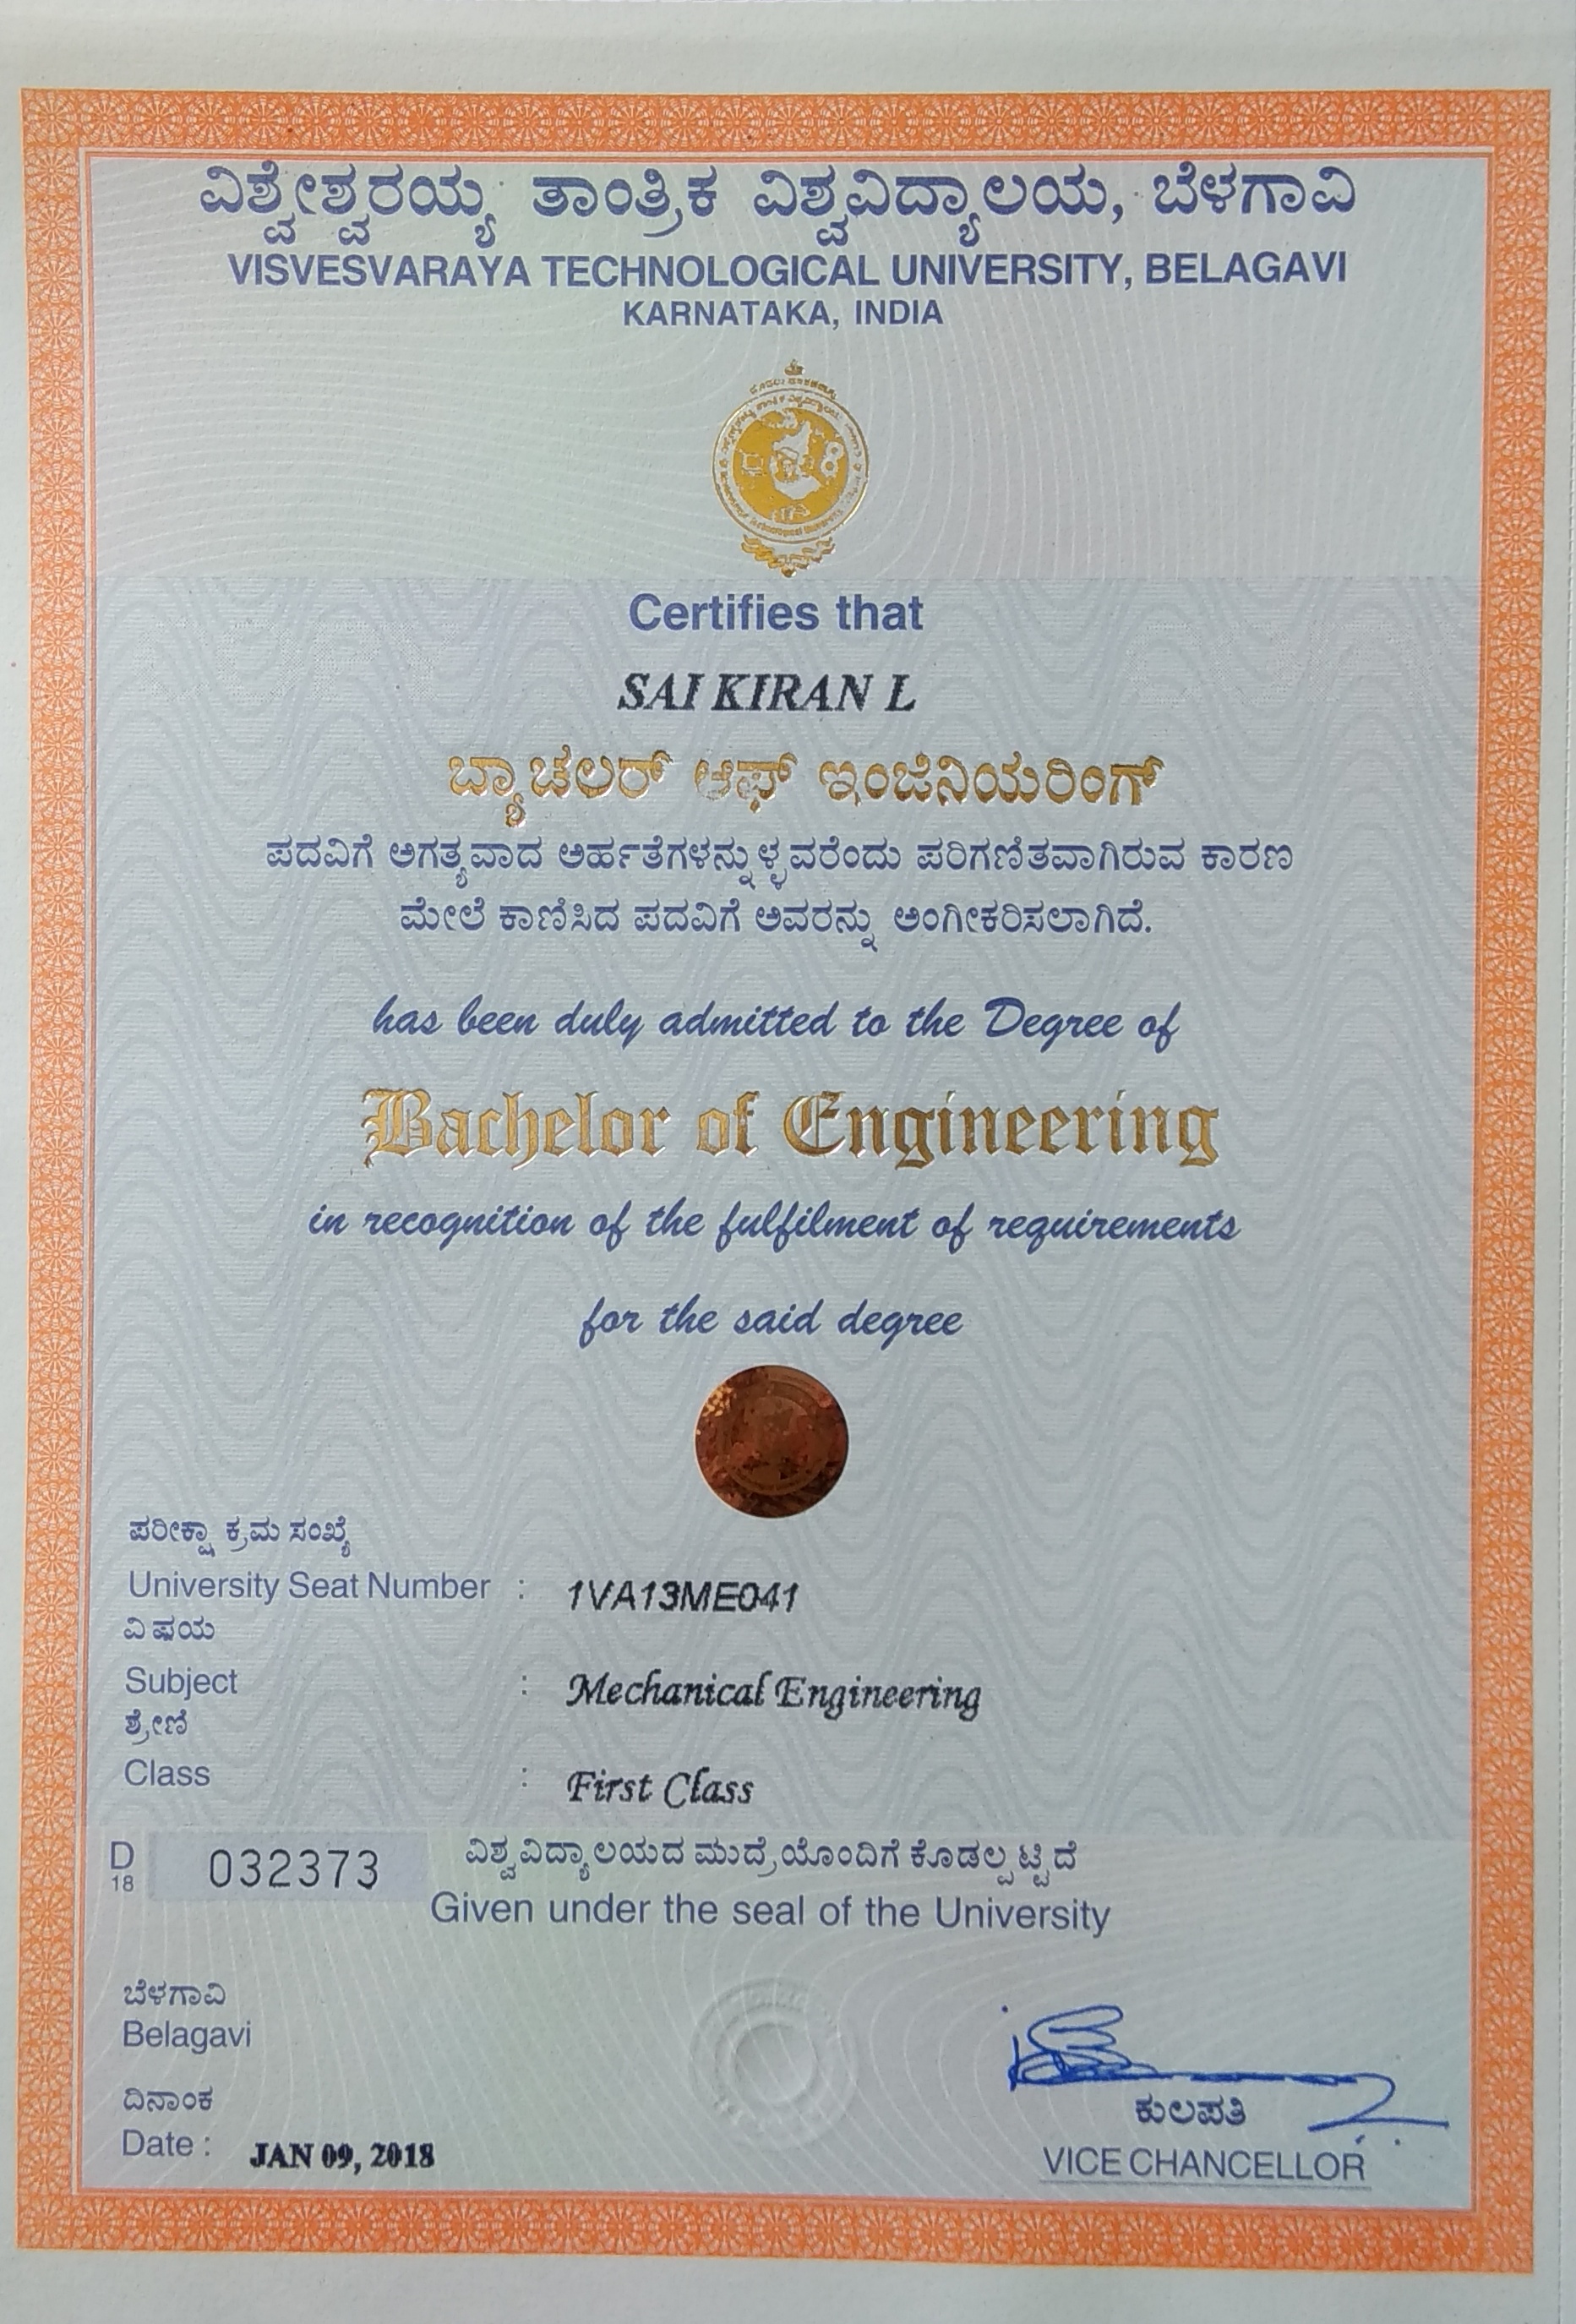 ವಿಶ್ವೇಶ್ವರಯ್ಯ ತಾಂತ್ರಿಕ ವಿಶ್ವವಿದ್ಯಾಲಯ, ಬೆಳಗಾವಿ
VISVESVARAYA TECHNOLOGICAL UNIVERSITY, BELAGAVI
KARNATAKA, INDIA
Certifies that
SAI KIRAN L
ಬ್ಯಾಚಲರ್ ಆಫ್ ಇಂಜಿನಿಯರಿಂಗ್
ಪದವಿಗೆ ಅಗತ್ಯವಾದ ಅರ್ಹತೆಗಳನ್ನುಳ್ಳವರೆಂದು ಪರಿಗಣಿತವಾಗಿರುವ ಕಾರಣ
ಮೇಲೆ ಕಾಣಿಸಿದ ಪದವಿಗೆ ಅವರನ್ನು ಅಂಗೀಕರಿಸಲಾಗಿದೆ.
has been duly admitted to the Degree of
Bachelor of Engineering
in recognition of the fulfilment of requirements
for the said degree
ಪರೀಕ್ಷಾ ಕ್ರಮ ಸಂಖ್ಯೆ
University Seat Number : 1VA13ME041
ವಿಷಯ
Subject : Mechanical Engineering
ಶ್ರೇಣಿ
Class : First Class
D 18 032373
ವಿಶ್ವವಿದ್ಯಾಲಯದ ಮುದ್ರೆಯೊಂದಿಗೆ ಕೊಡಲ್ಪಟ್ಟಿದೆ
Given under the seal of the University
ಬೆಳಗಾವಿ
Belagavi
ದಿನಾಂಕ
Date : JAN 09, 2018
ಕುಲಪತಿ
VICE CHANCELLOR